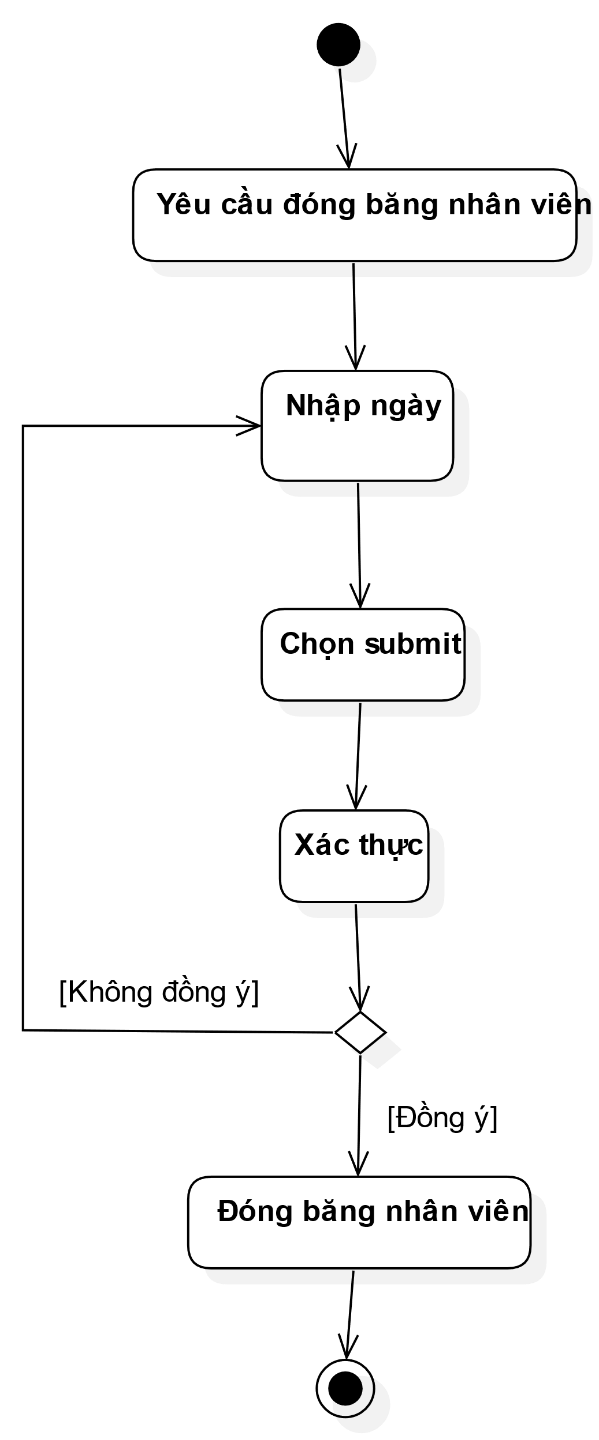 Yêu cầu đóng băng nhân viên
Nhập ngày
Chọn submit
Xác thực
[Không đồng ý]
[Đồng ý]
Đóng băng nhân viên